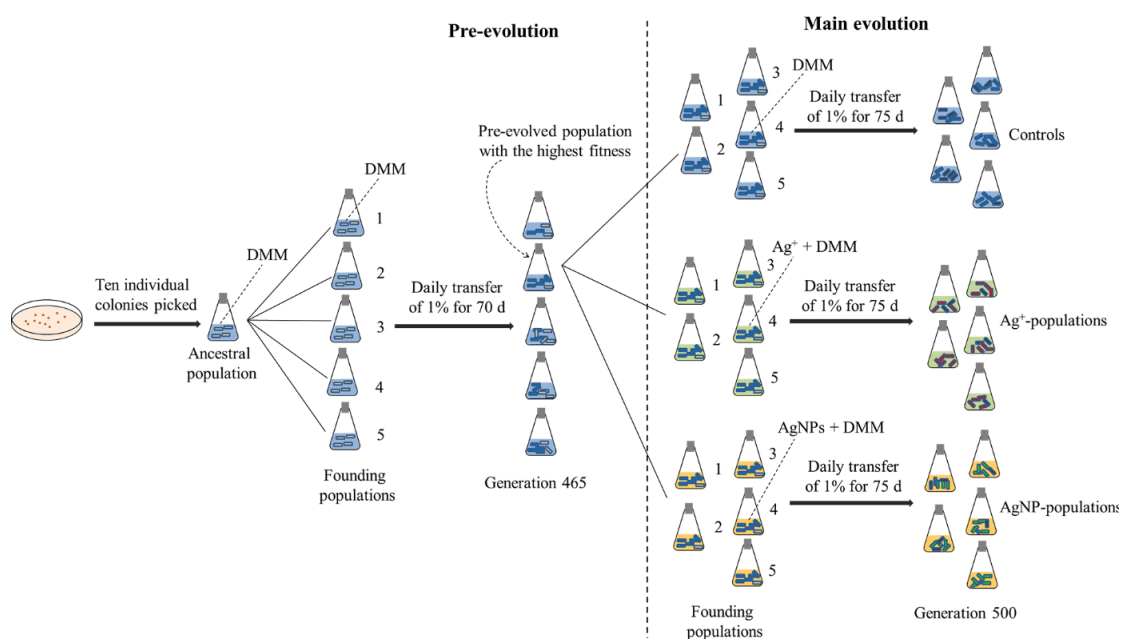 Pre-evolution
Main evolution
Ten individual
colonies picked
DMM
Ancestral
population
DMM
1
2
3
4
5
Founding
populations
Daily transfer
of 1% for 70 d
Pre-evolved population
with the highest fitness
Generation 465
1
2
3
4
5
DMM
Daily transfer
of 1% for 75 d
Controls
1
2
3
4
5
Ag⁺ + DMM
Daily transfer
of 1% for 75 d
Ag⁺-populations
1
2
3
4
5
AgNPs + DMM
Daily transfer
of 1% for 75 d
AgNP-populations
Founding
populations
Generation 500